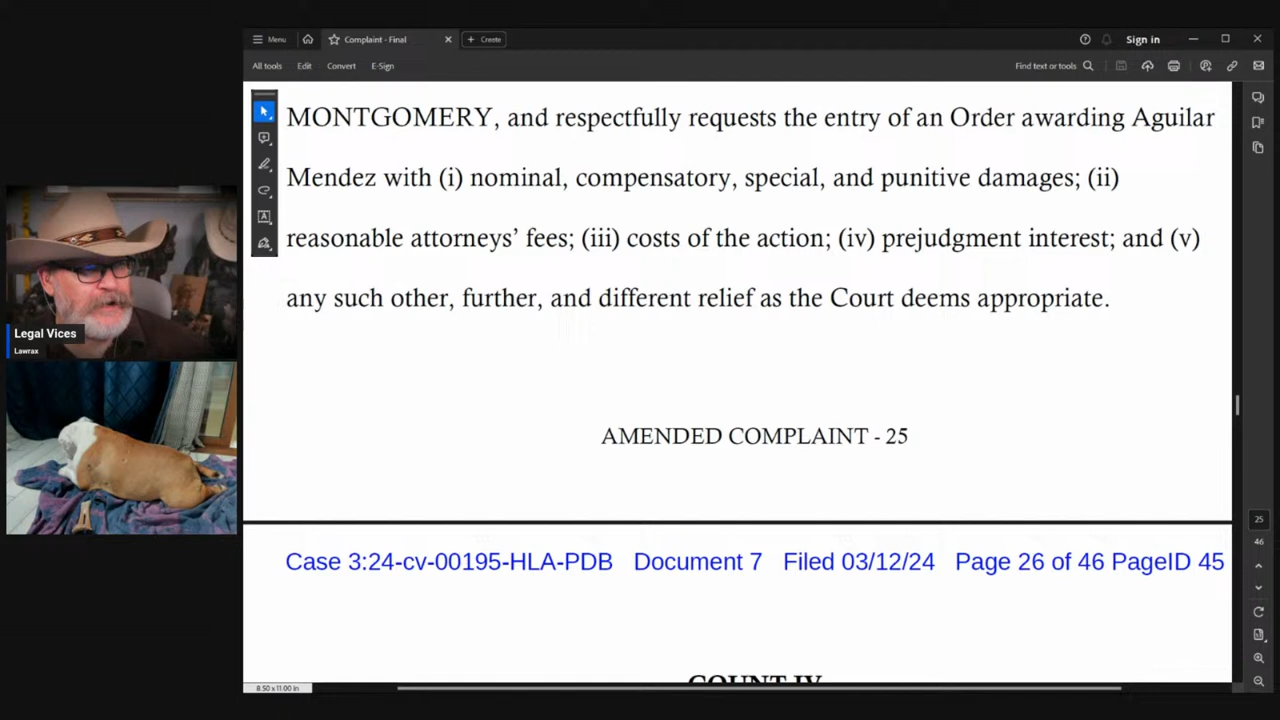 Menu
Complaint - Final
Create
Sign in
All tools
Edit
Convert
E-Sign
Find text or tools
MONTGOMERY, and respectfully requests the entry of an Order awarding Aguilar
Mendez with (i) nominal, compensatory, special, and punitive damages; (ii)
reasonable attorneys’ fees; (iii) costs of the action; (iv) prejudgment interest; and (v)
any such other, further, and different relief as the Court deems appropriate.
AMENDED COMPLAINT - 25
Case 3:24-cv-00195-HLA-PDB Document 7 Filed 03/12/24 Page 26 of 46 PageID 45
COUNT IV
Legal Vices
Lawrax
25
46
8.50 x 11.00 in